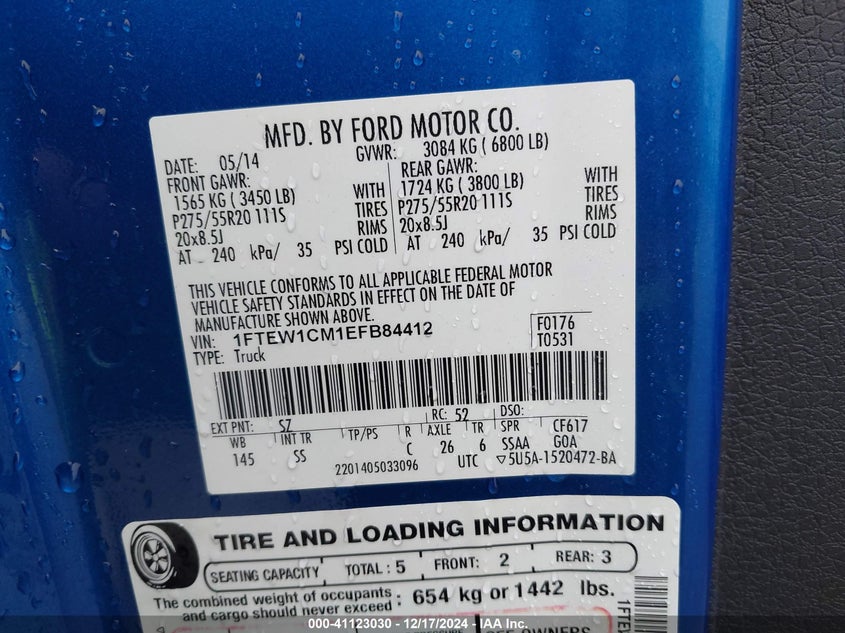 MFD. BY FORD MOTOR CO.
DATE: 05/14 GVWR: 3084 KG ( 6800 LB)
FRONT GAWR: REAR GAWR:
1565 KG ( 3450 LB) WITH 1724 KG ( 3800 LB) WITH
P275/55R20 111S TIRES P275/55R20 111S TIRES
20x8.5J RIMS 20x8.5J RIMS
AT 240 kPa/ 35 PSI COLD AT 240 kPa/ 35 PSI COLD
THIS VEHICLE CONFORMS TO ALL APPLICABLE FEDERAL MOTOR
VEHICLE SAFETY STANDARDS IN EFFECT ON THE DATE OF
MANUFACTURE SHOWN ABOVE.
VIN: 1FTEW1CM1EFB84412 F0176
TYPE: Truck T0531
EXT PNT: SZ RC: 52 DSO:
WB INT TR TP/PS R AXLE TR SPR CF617
145 SS C 26 6 SSAA GOA
2201405033096 UTC ▽5U5A-1520472-BA
TIRE AND LOADING INFORMATION
SEATING CAPACITY TOTAL : 5 FRONT: 2 REAR: 3
The combined weight of occupants and cargo should never exceed : 654 kg or 1442 lbs.
000-41123030 - 12/17/2024 - IAA Inc.